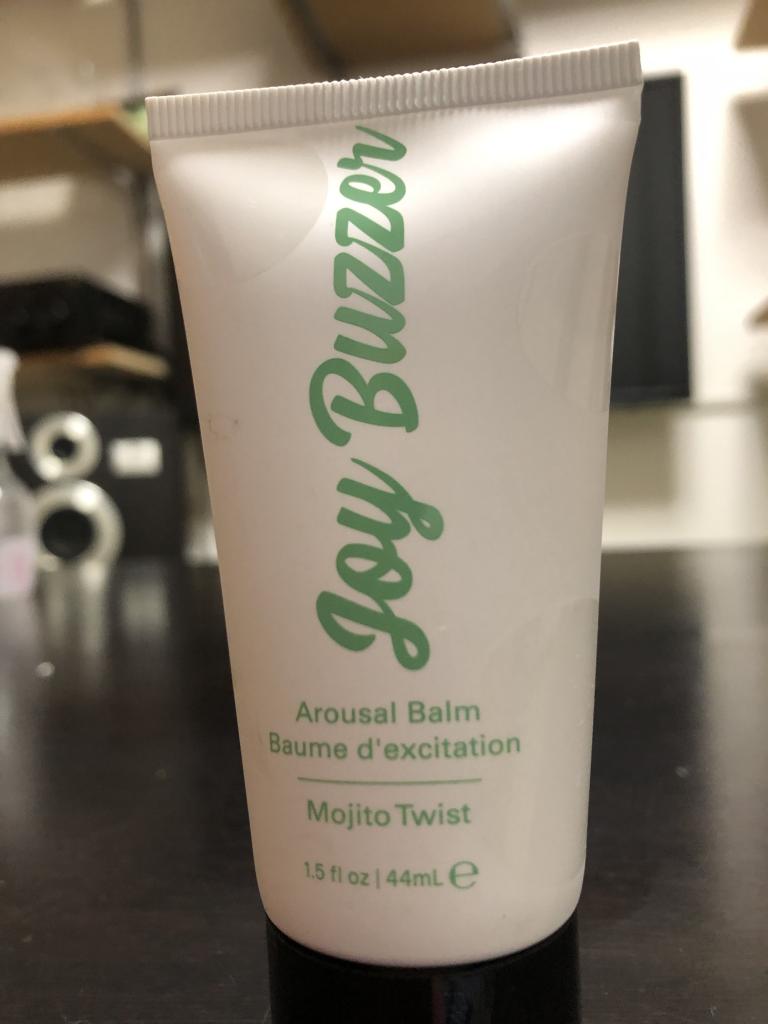 Joy Buzzer
Arousal Balm
Baume d'excitation
Mojito Twist
1.5 fl oz | 44mL ℮